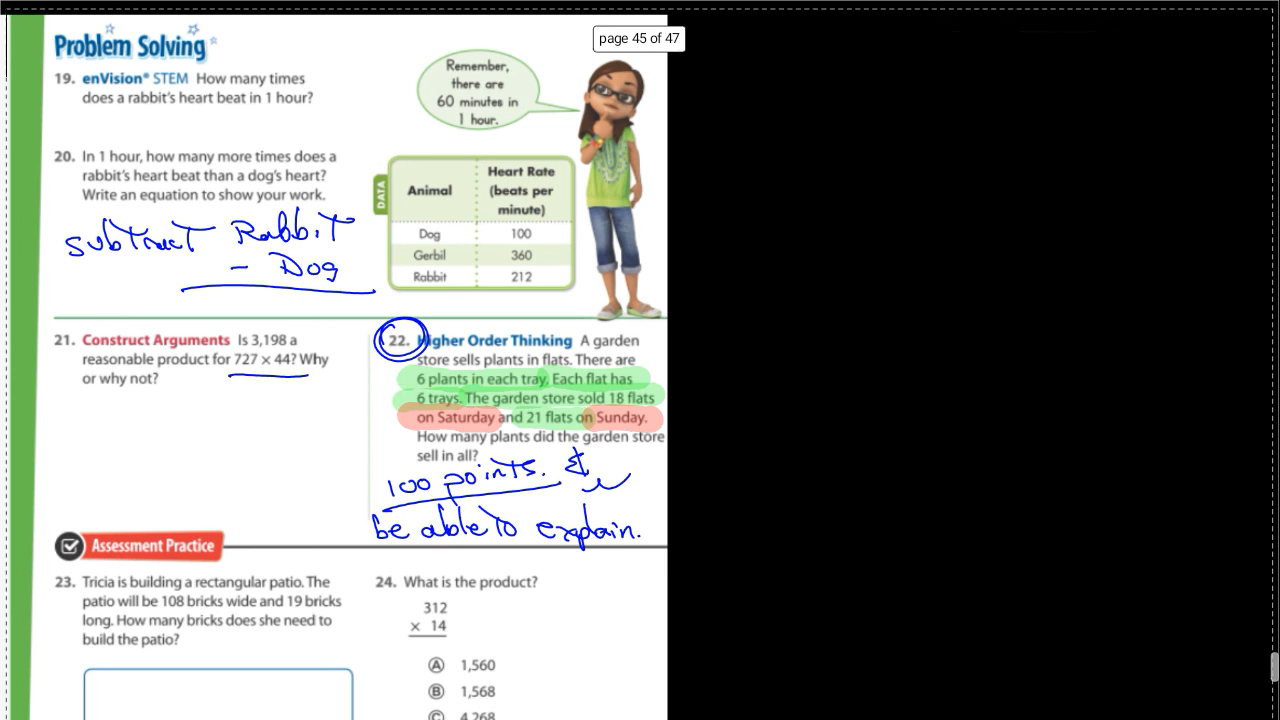 page 45 of 47
Problem Solving
19. enVision® STEM How many times
does a rabbit's heart beat in 1 hour?
Remember,
there are
60 minutes in
1 hour.
20. In 1 hour, how many more times does a
rabbit's heart beat than a dog's heart?
Write an equation to show your work.
subtract Rabbit
- Dog
DATA
Animal Heart Rate (beats per minute)
Dog 100
Gerbil 360
Rabbit 212
21. Construct Arguments Is 3,198 a
reasonable product for 727 × 44? Why
or why not?
22. Higher Order Thinking A garden
store sells plants in flats. There are
6 plants in each tray. Each flat has
6 trays. The garden store sold 18 flats
on Saturday and 21 flats on Sunday.
How many plants did the garden store
sell in all?
100 points. &
be able to explain.
Assessment Practice
23. Tricia is building a rectangular patio. The
patio will be 108 bricks wide and 19 bricks
long. How many bricks does she need to
build the patio?
24. What is the product?
312
× 14
A 1,560
B 1,568
C 4,268